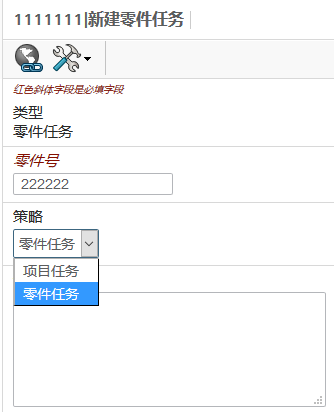 1111111|新建零件任务
红色斜体字段是必填字段
类型
零件任务
零件号
222222
策略
零件任务
项目任务
零件任务